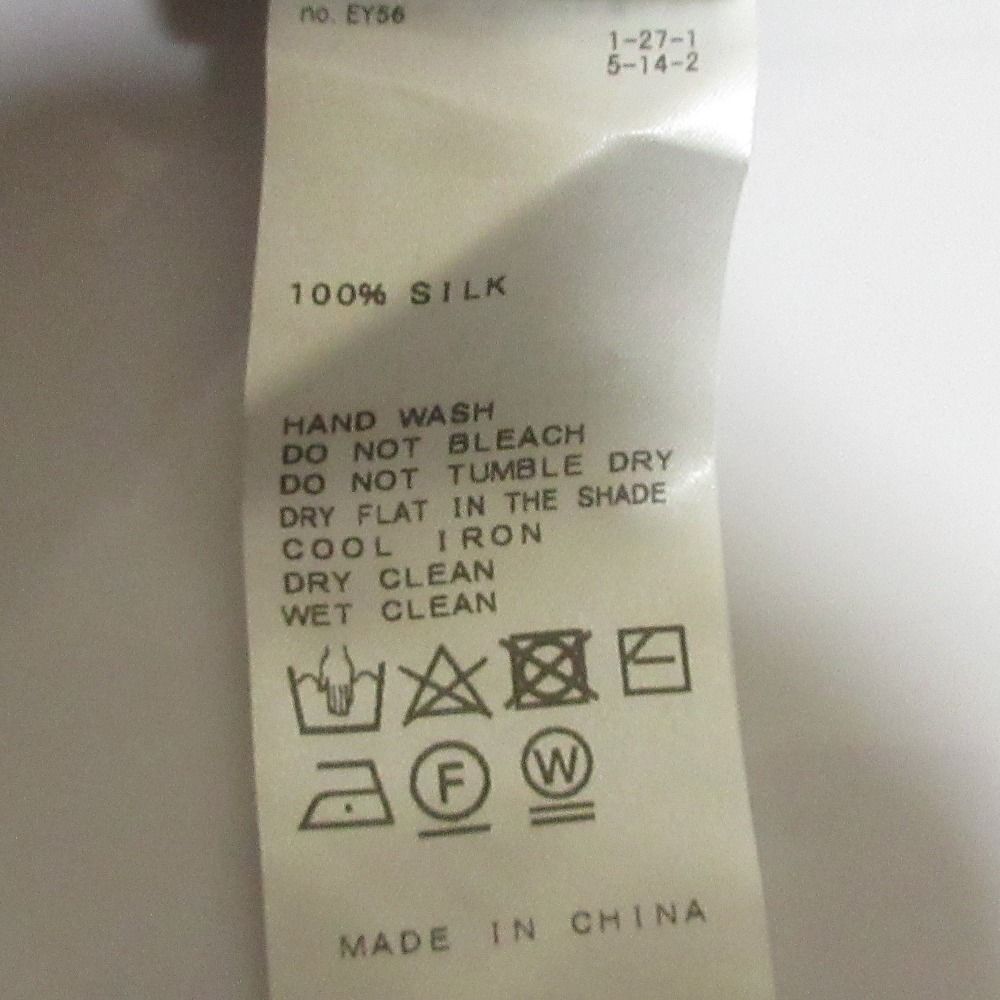 no. EY56
1-27-1
5-14-2
100% SILK
HAND WASH
DO NOT BLEACH
DO NOT TUMBLE DRY
DRY FLAT IN THE SHADE
COOL IRON
DRY CLEAN
WET CLEAN
F
W
MADE IN CHINA